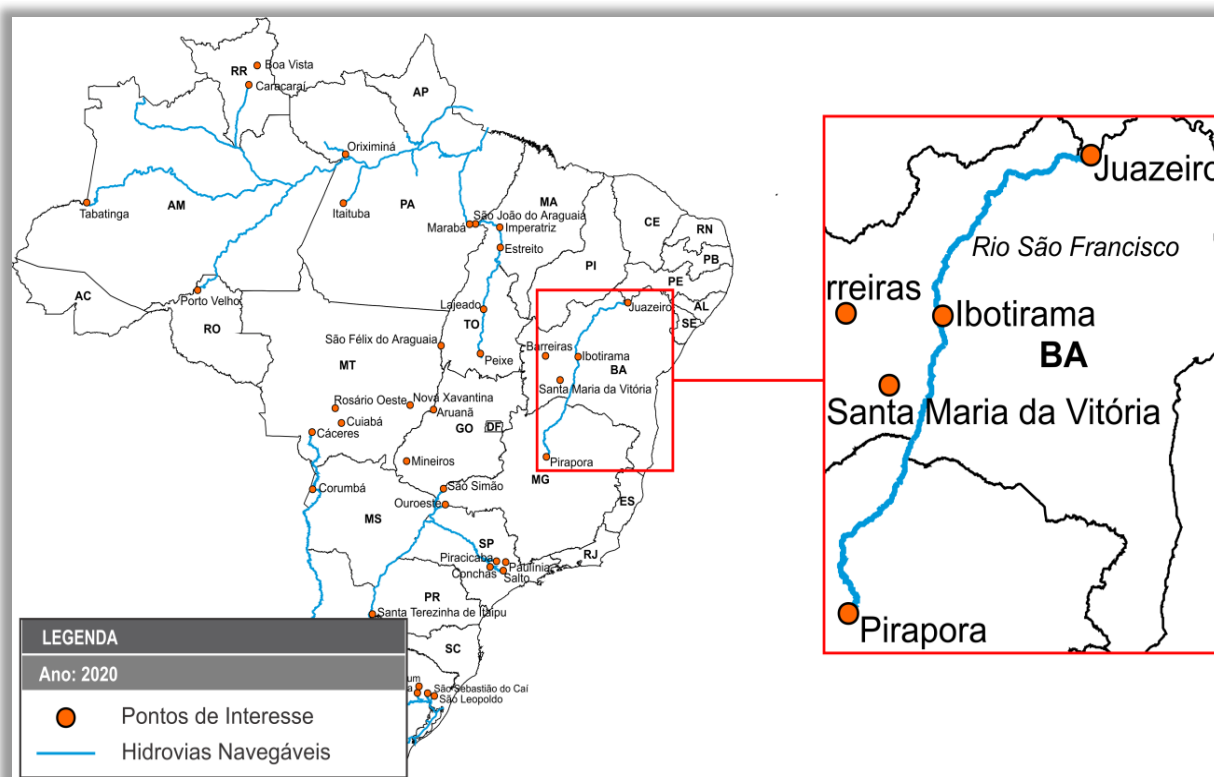 Boa Vista
RR
Caracaraí
AP
Oriximiná
Tabatinga
AM
Itaituba
PA
MA
São João do Araguaia
Marabá
Imperatriz
Estreito
CE
RN
PB
PI
PE
AL
SE
AC
Porto Velho
RO
Lajeado
TO
Juazeiro
São Félix do Araguaia
Peixe
Barreiras
Ibotirama
BA
MT
Santa Maria da Vitória
Rosário Oeste
Nova Xavantina
Aruanã
Cuiabá
GO
DF
Cáceres
Mineiros
Pirapora
Corumbá
São Simão
MG
Ouroeste
ES
MS
SP
RJ
Piracicaba
Paulínia
Conchas
Salto
PR
Santa Terezinha de Itaipu
SC
um
a
São Sebastião do Caí
São Leopoldo
Juazeiro
Rio São Francisco
rreiras
Ibotirama
BA
Santa Maria da Vitória
Pirapora
LEGENDA
Ano: 2020
Pontos de Interesse
Hidrovias Navegáveis